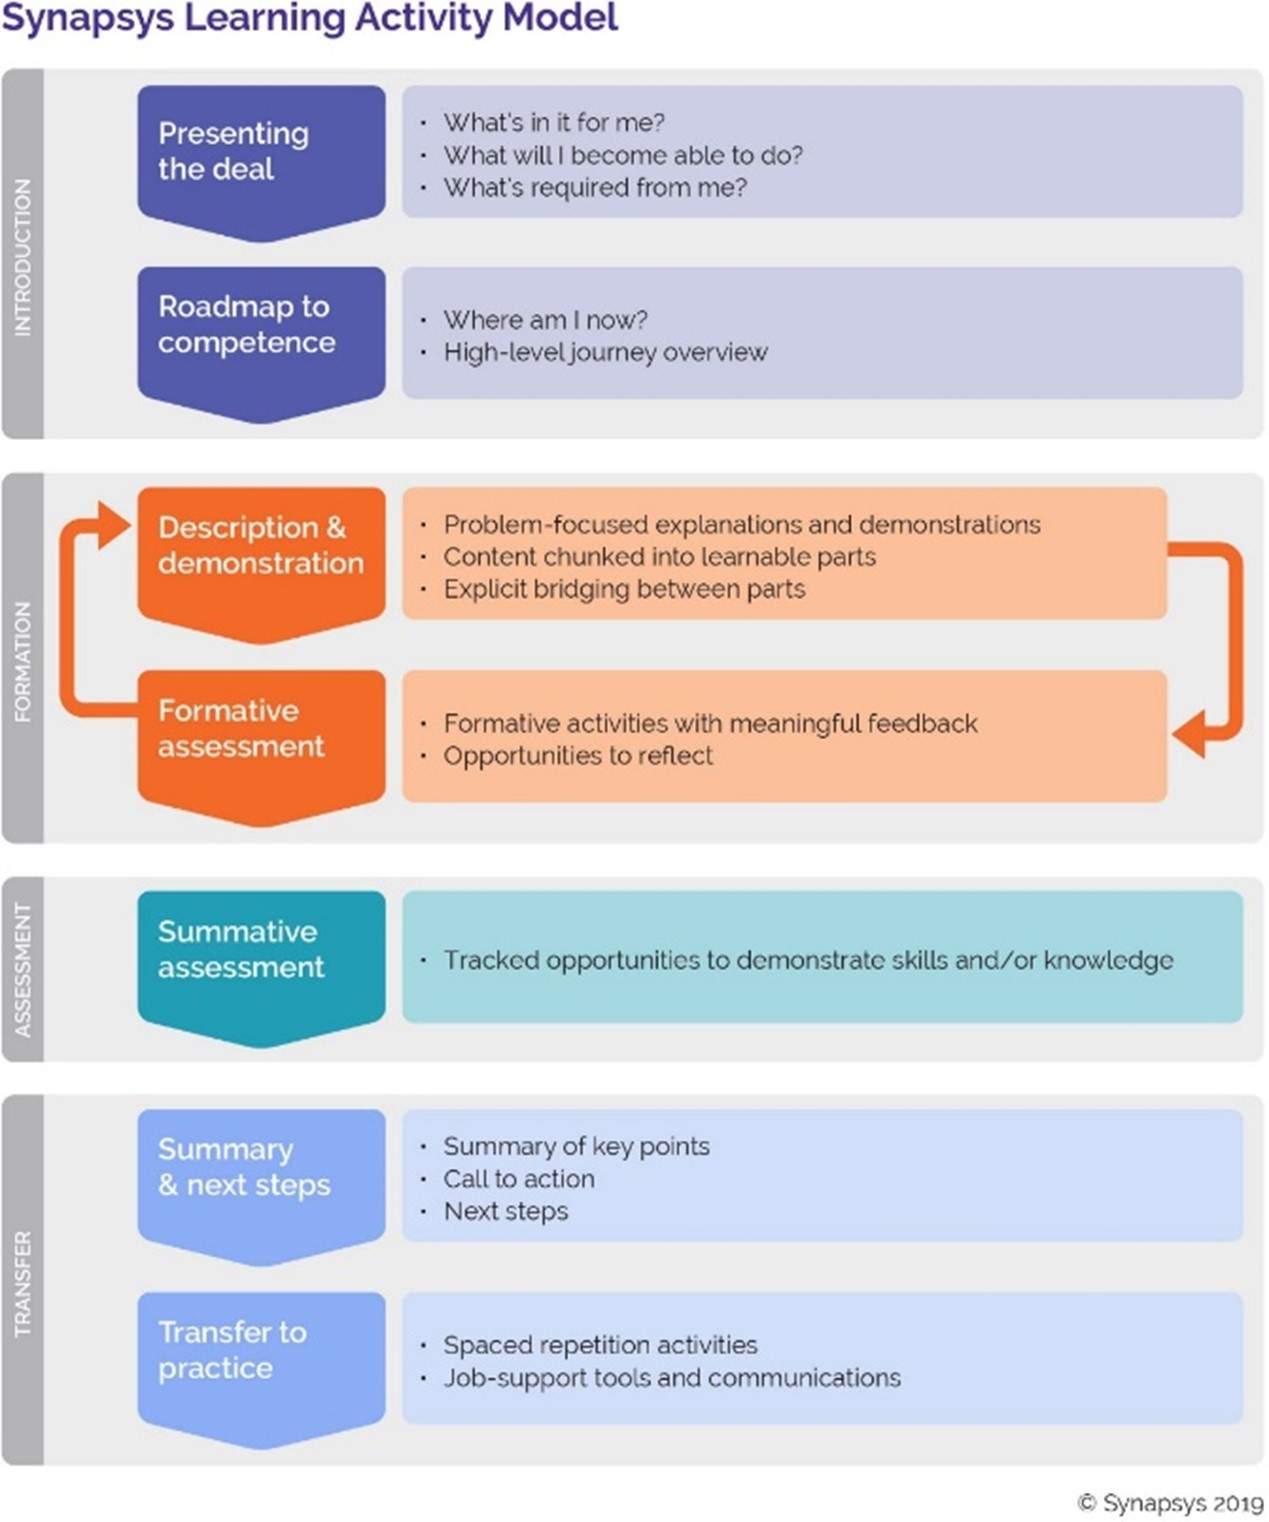 Synapsys Learning Activity Model
INTRODUCTION
Presenting
the deal
· What's in it for me?
· What will I become able to do?
· What's required from me?
Roadmap to
competence
· Where am I now?
· High-level journey overview
FORMATION
Description &
demonstration
· Problem-focused explanations and demonstrations
· Content chunked into learnable parts
· Explicit bridging between parts
Formative
assessment
· Formative activities with meaningful feedback
· Opportunities to reflect
ASSESSMENT
Summative
assessment
· Tracked opportunities to demonstrate skills and/or knowledge
TRANSFER
Summary
& next steps
· Summary of key points
· Call to action
· Next steps
Transfer to
practice
· Spaced repetition activities
· Job-support tools and communications
© Synapsys 2019